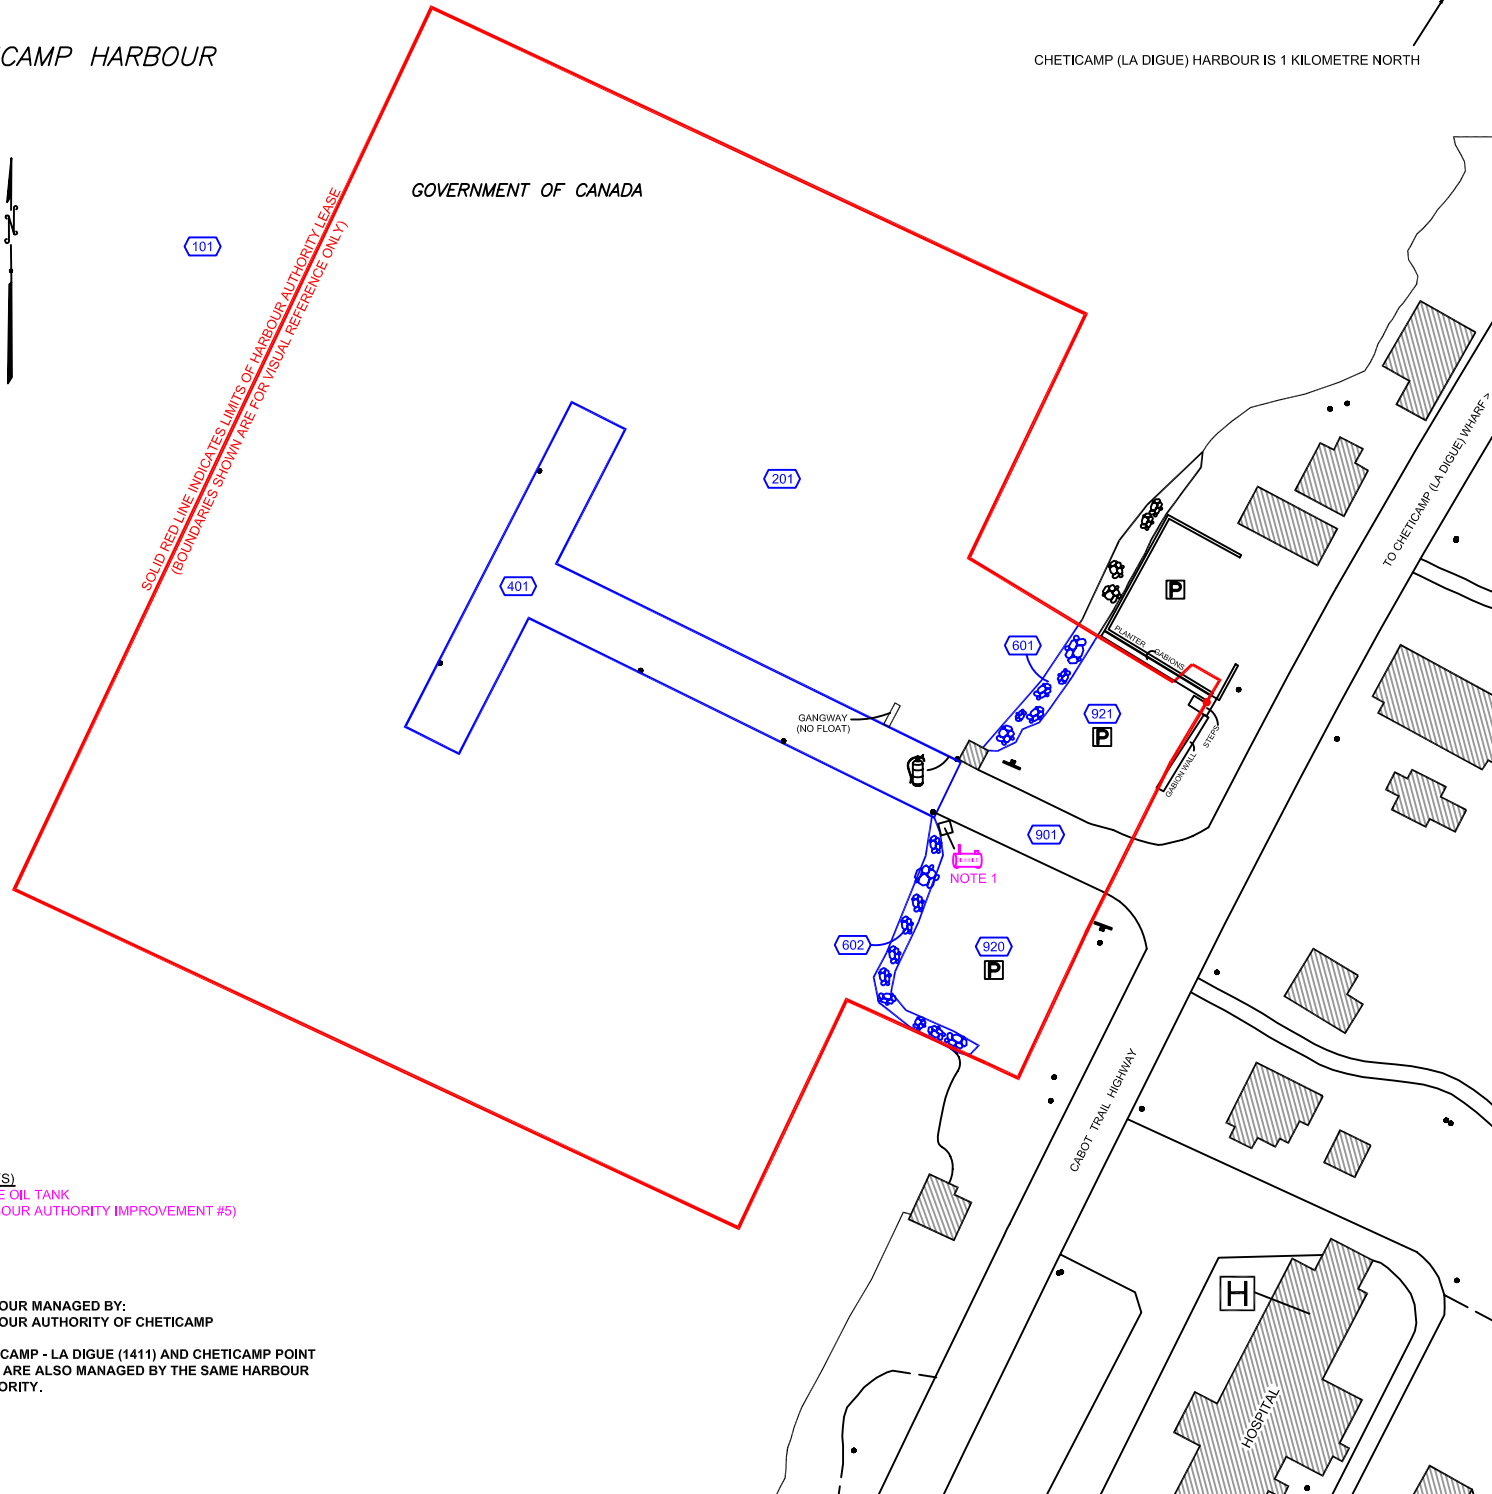 CAMP HARBOUR
CHETICAMP (LA DIGUE) HARBOUR IS 1 KILOMETRE NORTH
N
GOVERNMENT OF CANADA
101
SOLID RED LINE INDICATES LIMITS OF HARBOUR AUTHORITY LEASE
(BOUNDARIES SHOWN ARE FOR VISUAL REFERENCE ONLY)
201
401
TO CHETICAMP (LA DIGUE) WHARF >
P
PLANTER
GABIONS
601
921
P
STEPS
GABION WALL
GANGWAY
(NO FLOAT)
901
NOTE 1
602
920
P
CABOT TRAIL HIGHWAY
S)
E OIL TANK
OUR AUTHORITY IMPROVEMENT #5)
OUR MANAGED BY:
OUR AUTHORITY OF CHETICAMP
CAMP - LA DIGUE (1411) AND CHETICAMP POINT
ARE ALSO MANAGED BY THE SAME HARBOUR
ORITY.
H
HOSPITAL